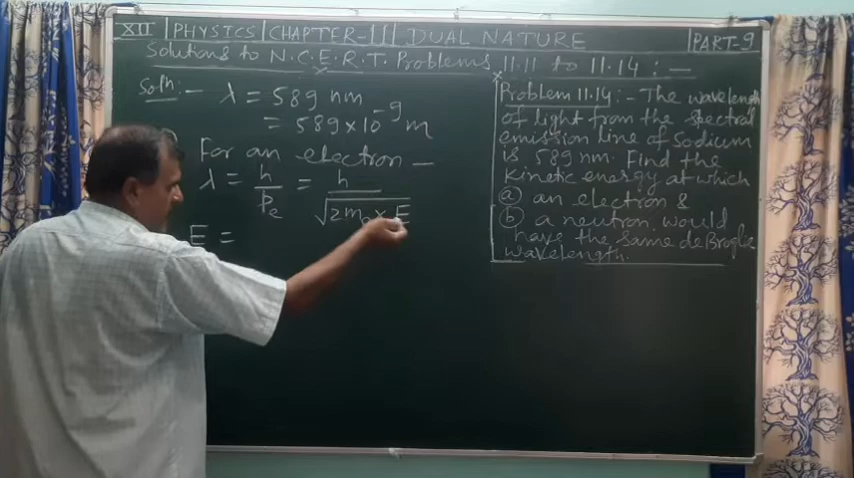 XII PHYSICS CHAPTER-III DUAL NATURE PART-9
Solutions to N.C.E.R.T. Problems 11.11 to 11.14 :-
Soln :- λ = 589 nm
= 589 × 10⁻⁹ m
For an electron -
λ = h / Pe = h / √2me × E
E =
Problem 11.14 :- The wavelength
of light from the spectral
emission line of Sodium
is 589 nm. Find the
Kinetic energy at which
(a) an electron &
(b) a neutron, would
have the same deBroglie
wavelength.